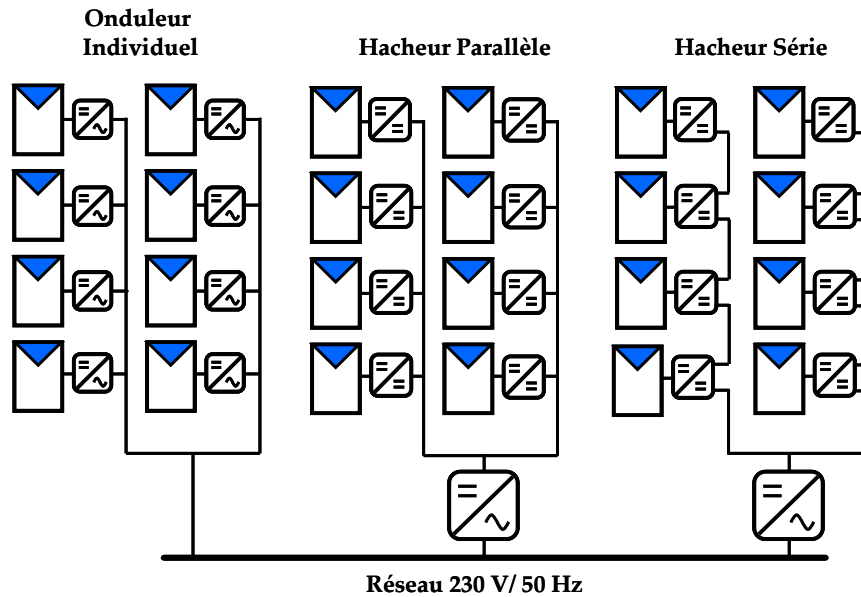 Onduleur
Individuel
Hacheur Parallèle
Hacheur Série
Réseau 230 V/ 50 Hz